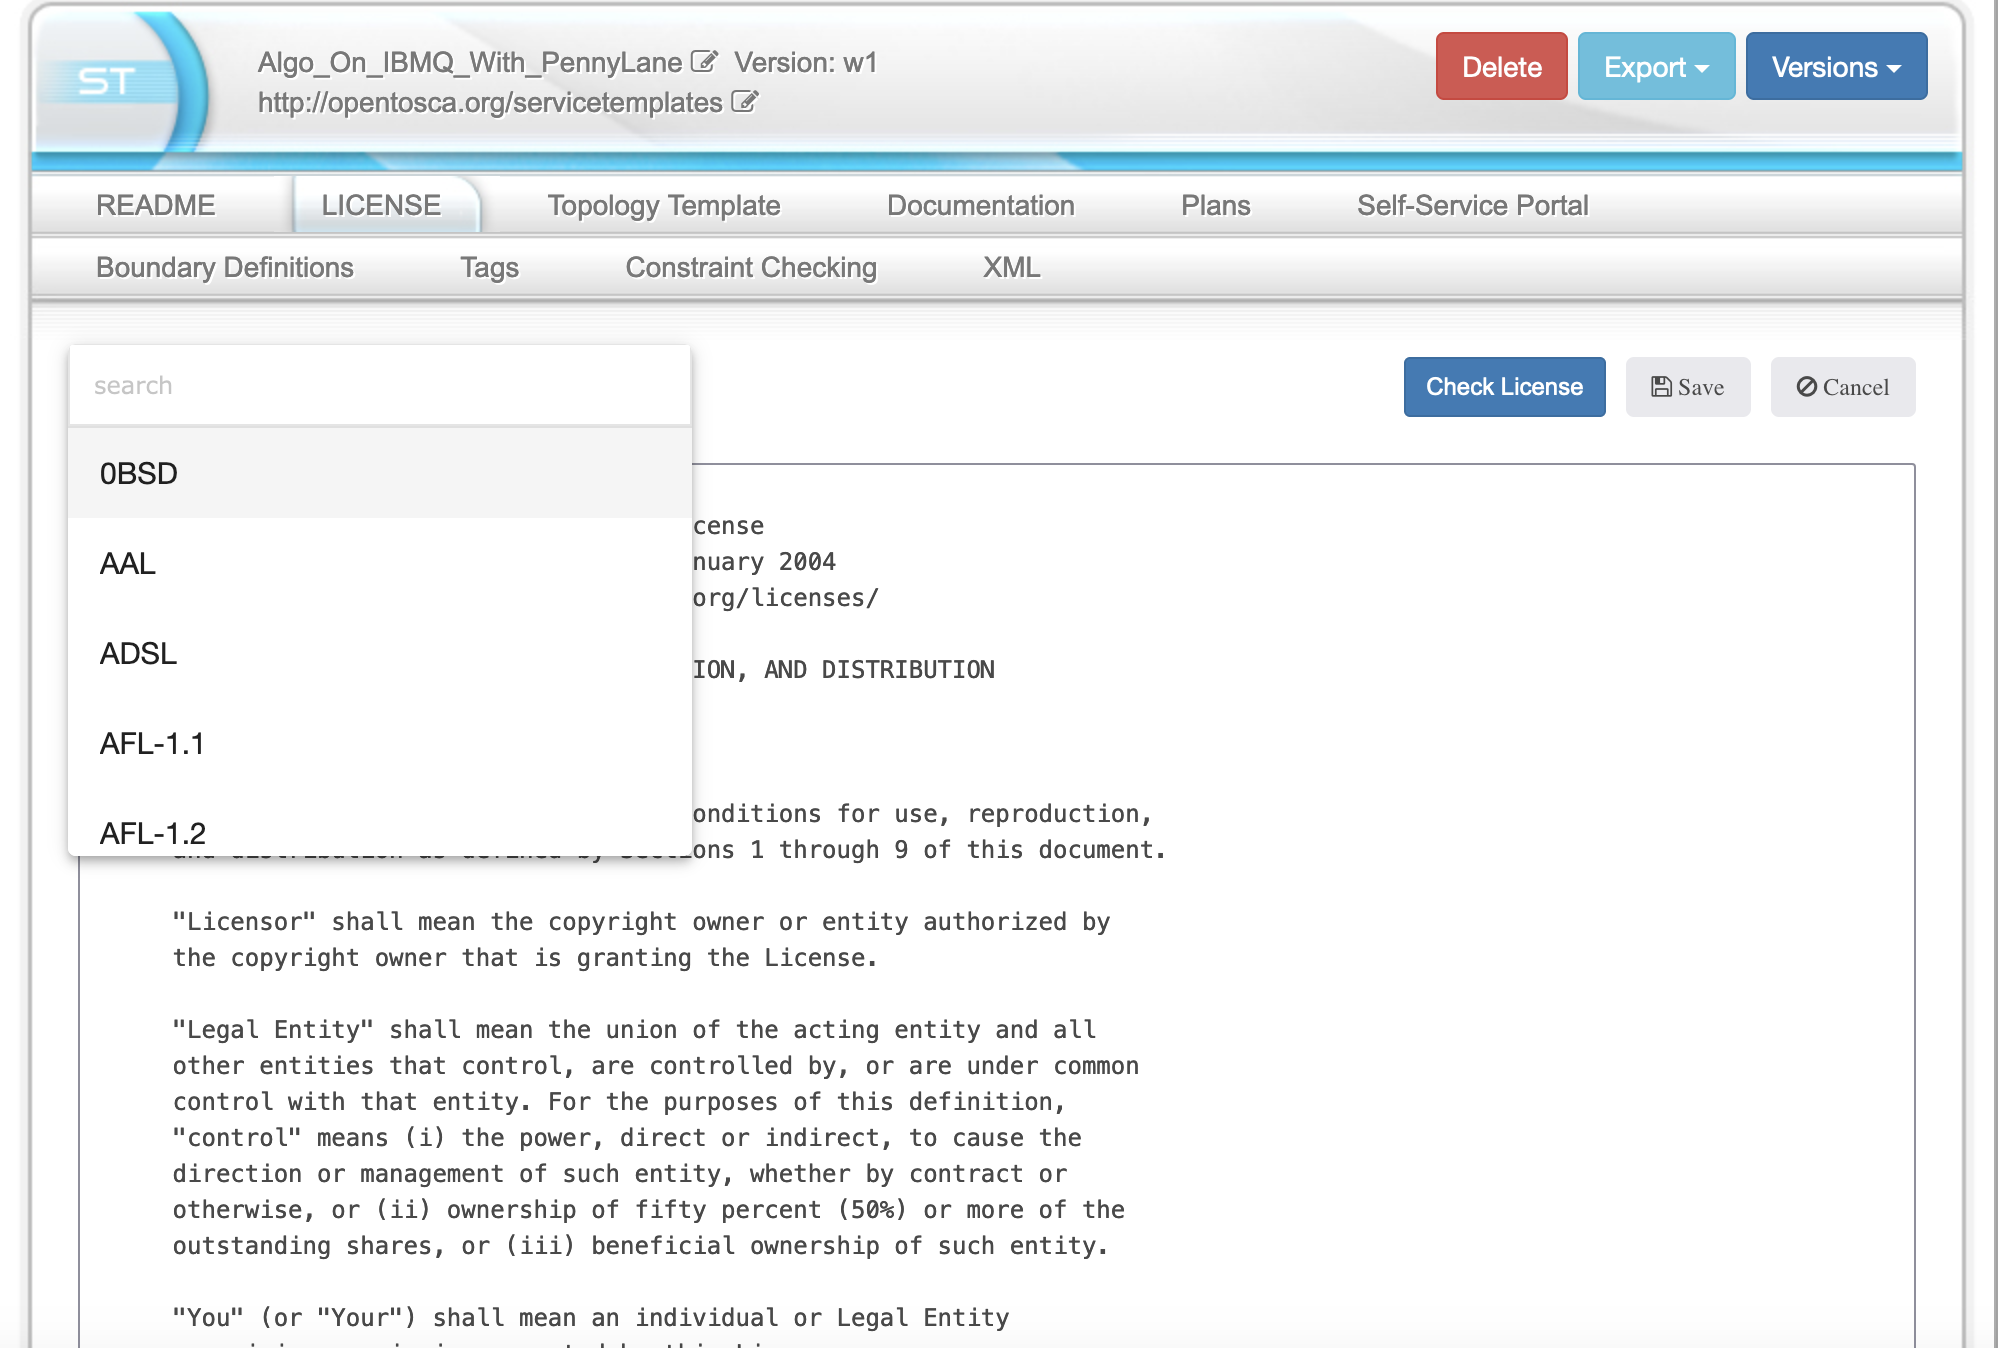 ST
Algo_On_IBMQ_With_PennyLane Version: w1
http://opentosca.org/servicetemplates
Delete
Export
Versions
README
LICENSE
Topology Template
Documentation
Plans
Self-Service Portal
Boundary Definitions
Tags
Constraint Checking
XML
search
0BSD
AAL
ADSL
AFL-1.1
AFL-1.2
Check License
Save
Cancel
cense
nuary 2004
org/licenses/
ION, AND DISTRIBUTION
onditions for use, reproduction,
and distribution as defined by Sections 1 through 9 of this document.
"Licensor" shall mean the copyright owner or entity authorized by
the copyright owner that is granting the License.
"Legal Entity" shall mean the union of the acting entity and all
other entities that control, are controlled by, or are under common
control with that entity. For the purposes of this definition,
"control" means (i) the power, direct or indirect, to cause the
direction or management of such entity, whether by contract or
otherwise, or (ii) ownership of fifty percent (50%) or more of the
outstanding shares, or (iii) beneficial ownership of such entity.
"You" (or "Your") shall mean an individual or Legal Entity